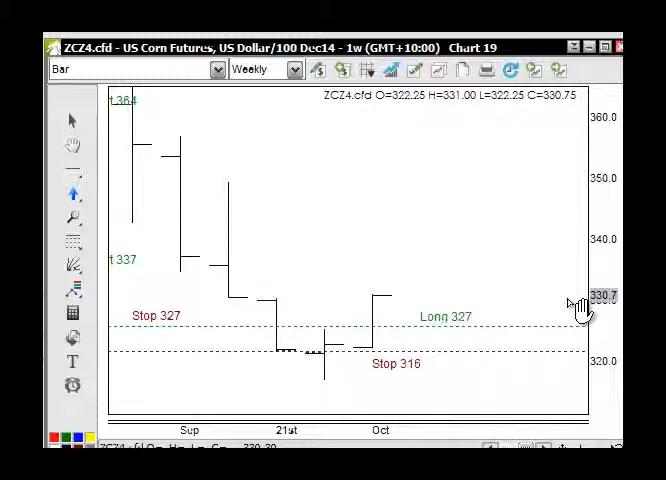 ZCZ4.cfd - US Corn Futures, US Dollar/100 Dec14 - 1w (GMT+10:00) Chart 19
Bar
Weekly
ZCZ4.cfd O=322.25 H=331.00 L=322.25 C=330.75
t 364
360.0
350.0
340.0
t 337
330.7
Stop 327
Long 327
320.0
Stop 316
T
Sep
21st
Oct